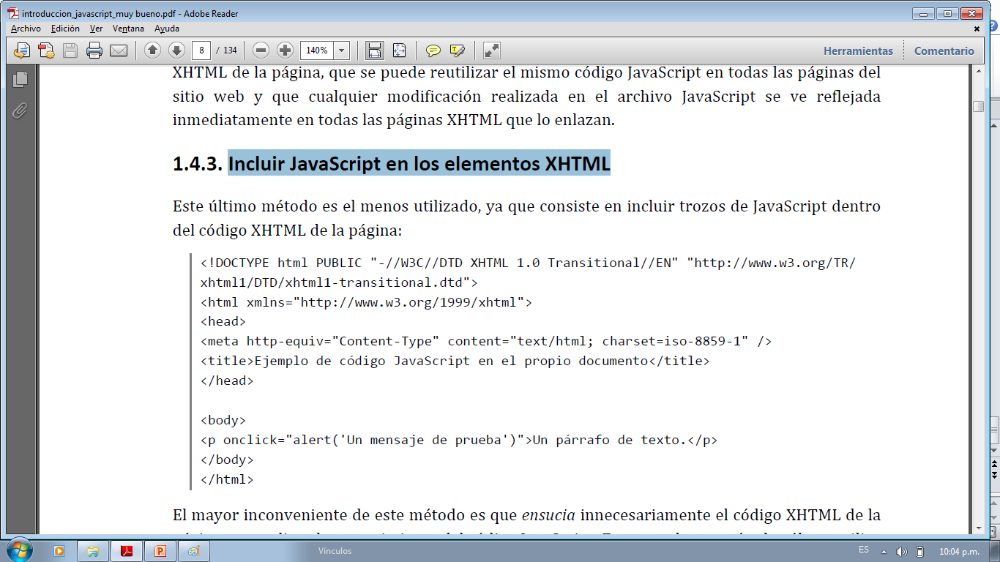 introduccion_javascript_muy bueno.pdf - Adobe Reader
Archivo Edición Ver Ventana Ayuda
8 / 134 140% Herramientas Comentario
XHTML de la página, que se puede reutilizar el mismo código JavaScript en todas las páginas del
sitio web y que cualquier modificación realizada en el archivo JavaScript se ve reflejada
inmediatamente en todas las páginas XHTML que lo enlazan.
1.4.3. Incluir JavaScript en los elementos XHTML
Este último método es el menos utilizado, ya que consiste en incluir trozos de JavaScript dentro
del código XHTML de la página:
<!DOCTYPE html PUBLIC "-//W3C//DTD XHTML 1.0 Transitional//EN" "http://www.w3.org/TR/
xhtml1/DTD/xhtml1-transitional.dtd">
<html xmlns="http://www.w3.org/1999/xhtml">
<head>
<meta http-equiv="Content-Type" content="text/html; charset=iso-8859-1" />
<title>Ejemplo de código JavaScript en el propio documento</title>
</head>
<body>
<p onclick="alert('Un mensaje de prueba')">Un párrafo de texto.</p>
</body>
</html>
El mayor inconveniente de este método es que ensucia innecesariamente el código XHTML de la
Vínculos ES 10:04 p.m.